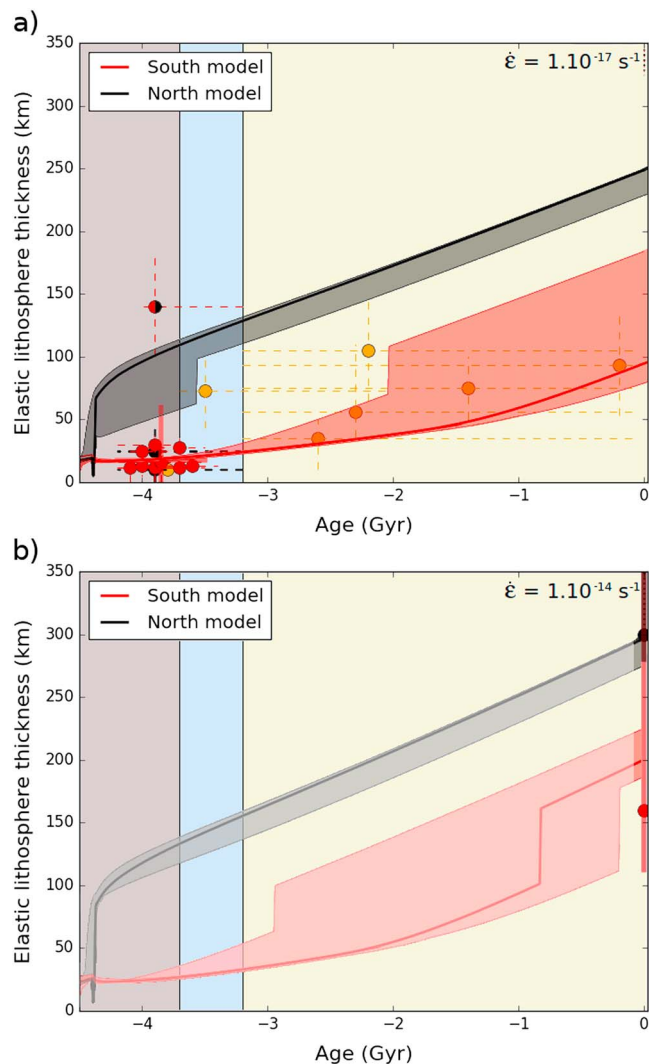 a)
350
300
250
200
150
100
50
0
Elastic lithosphere thickness (km)
South model
North model
ε̇ = 1.10⁻¹⁷ s⁻¹
−4
−3
−2
−1
0
Age (Gyr)
b)
350
300
250
200
150
100
50
0
Elastic lithosphere thickness (km)
South model
North model
ε̇ = 1.10⁻¹⁴ s⁻¹
−4
−3
−2
−1
0
Age (Gyr)